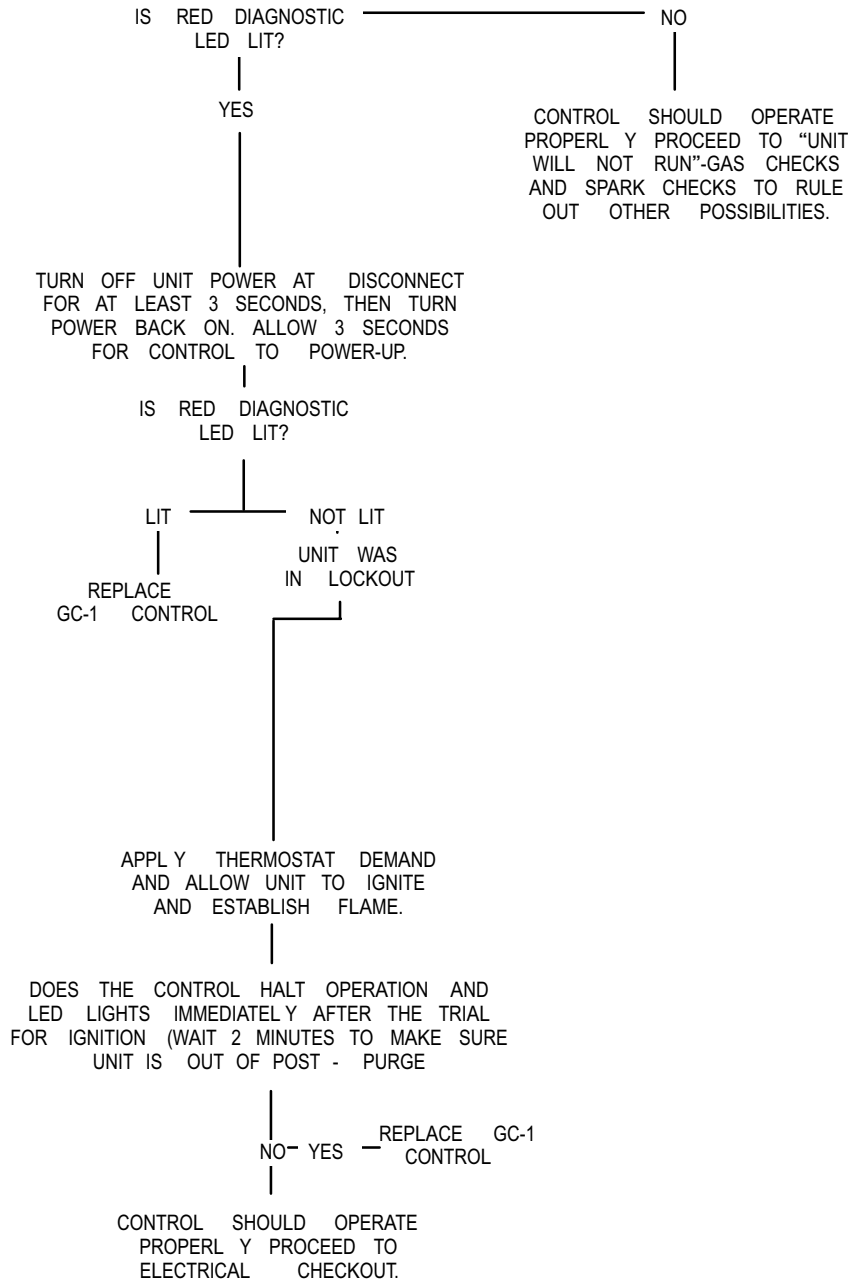 IS RED DIAGNOSTIC
LED LIT?
NO
YES
CONTROL SHOULD OPERATE
PROPERL Y PROCEED TO “UNIT
WILL NOT RUN”-GAS CHECKS
AND SPARK CHECKS TO RULE
OUT OTHER POSSIBILITIES.
TURN OFF UNIT POWER AT DISCONNECT
FOR AT LEAST 3 SECONDS, THEN TURN
POWER BACK ON. ALLOW 3 SECONDS
FOR CONTROL TO POWER-UP.
IS RED DIAGNOSTIC
LED LIT?
LIT
NOT LIT
UNIT WAS
IN LOCKOUT
REPLACE
GC-1 CONTROL
APPL Y THERMOSTAT DEMAND
AND ALLOW UNIT TO IGNITE
AND ESTABLISH FLAME.
DOES THE CONTROL HALT OPERATION AND
LED LIGHTS IMMEDIATEL Y AFTER THE TRIAL
FOR IGNITION (WAIT 2 MINUTES TO MAKE SURE
UNIT IS OUT OF POST - PURGE
NO
YES
REPLACE GC-1
CONTROL
CONTROL SHOULD OPERATE
PROPERL Y PROCEED TO
ELECTRICAL CHECKOUT.